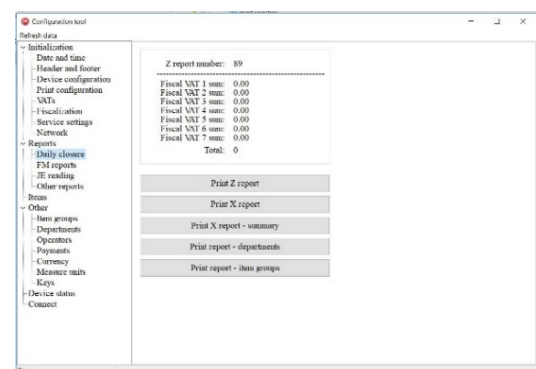 Configuration tool
Refresh data
Initialization
Date and time
Header and footer
Device configuration
Print configuration
VATs
Fiscalization
Service settings
Network
Reports
Daily closure
FM reports
JE reading
Other reports
Items
Other
Item groups
Departments
Operators
Payments
Currency
Measure units
Keys
Device status
Connect
Z report number: 89
Fiscal VAT 1 sum: 0.00
Fiscal VAT 2 sum: 0.00
Fiscal VAT 3 sum: 0.00
Fiscal VAT 4 sum: 0.00
Fiscal VAT 5 sum: 0.00
Fiscal VAT 6 sum: 0.00
Fiscal VAT 7 sum: 0.00
Total: 0
Print Z report
Print X report
Print X report - summary
Print report - departments
Print report - item groups